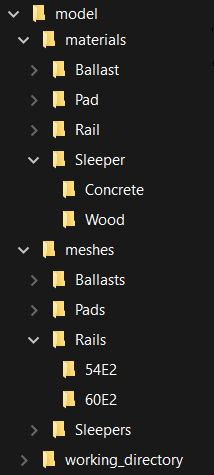 model
materials
Ballast
Pad
Rail
Sleeper
Concrete
Wood
meshes
Ballasts
Pads
Rails
54E2
60E2
Sleepers
working_directory